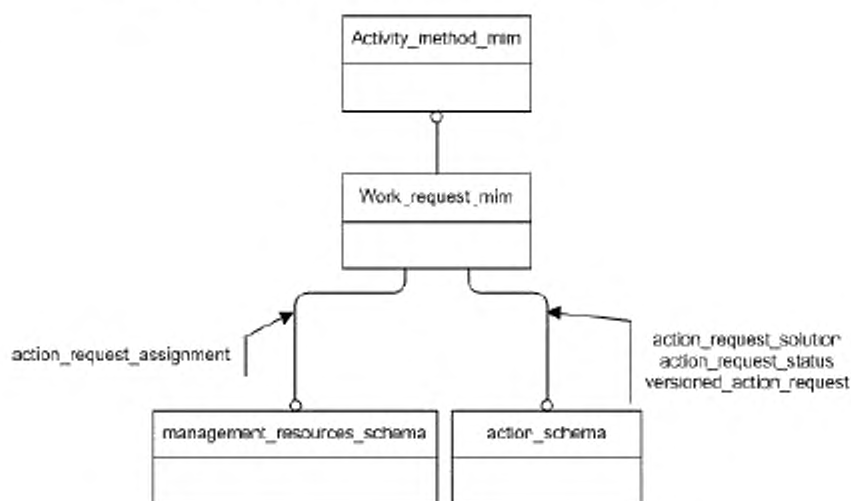 Activity_method_mim
Work_request_mim
action_request_assignment
action_request_solution
action_request_status
versioned_action_request
management_resources_schema
action_schema